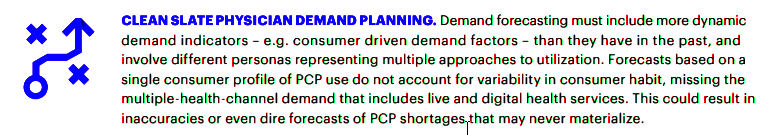 CLEAN SLATE PHYSICIAN DEMAND PLANNING. Demand forecasting must include more dynamic
demand indicators – e.g. consumer driven demand factors – than they have in the past, and
involve different personas representing multiple approaches to utilization. Forecasts based on a
single consumer profile of PCP use do not account for variability in consumer habit, missing the
multiple-health-channel demand that includes live and digital health services. This could result in
inaccuracies or even dire forecasts of PCP shortages that may never materialize.